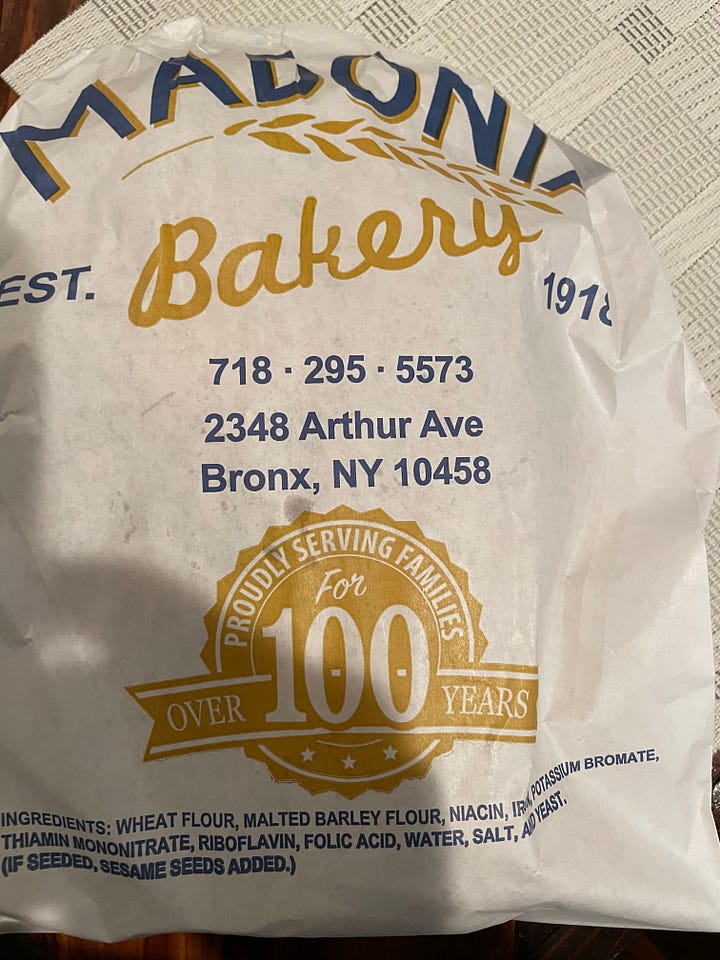 MADONIA
Bakery
EST. 1918
718 · 295 · 5573
2348 Arthur Ave
Bronx, NY 10458
PROUDLY SERVING FAMILIES
For
100
OVER YEARS
INGREDIENTS: WHEAT FLOUR, MALTED BARLEY FLOUR, NIACIN, IRON, POTASSIUM BROMATE,
THIAMIN MONONITRATE, RIBOFLAVIN, FOLIC ACID, WATER, SALT, AND YEAST.
(IF SEEDED, SESAME SEEDS ADDED.)